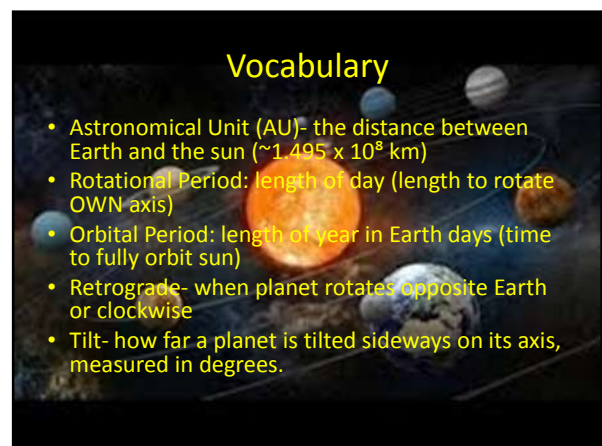 Vocabulary
• Astronomical Unit (AU)- the distance between
Earth and the sun (~1.495 x 10⁸ km)
• Rotational Period: length of day (length to rotate
OWN axis)
• Orbital Period: length of year in Earth days (time
to fully orbit sun)
• Retrograde- when planet rotates opposite Earth
or clockwise
• Tilt- how far a planet is tilted sideways on its axis,
measured in degrees.